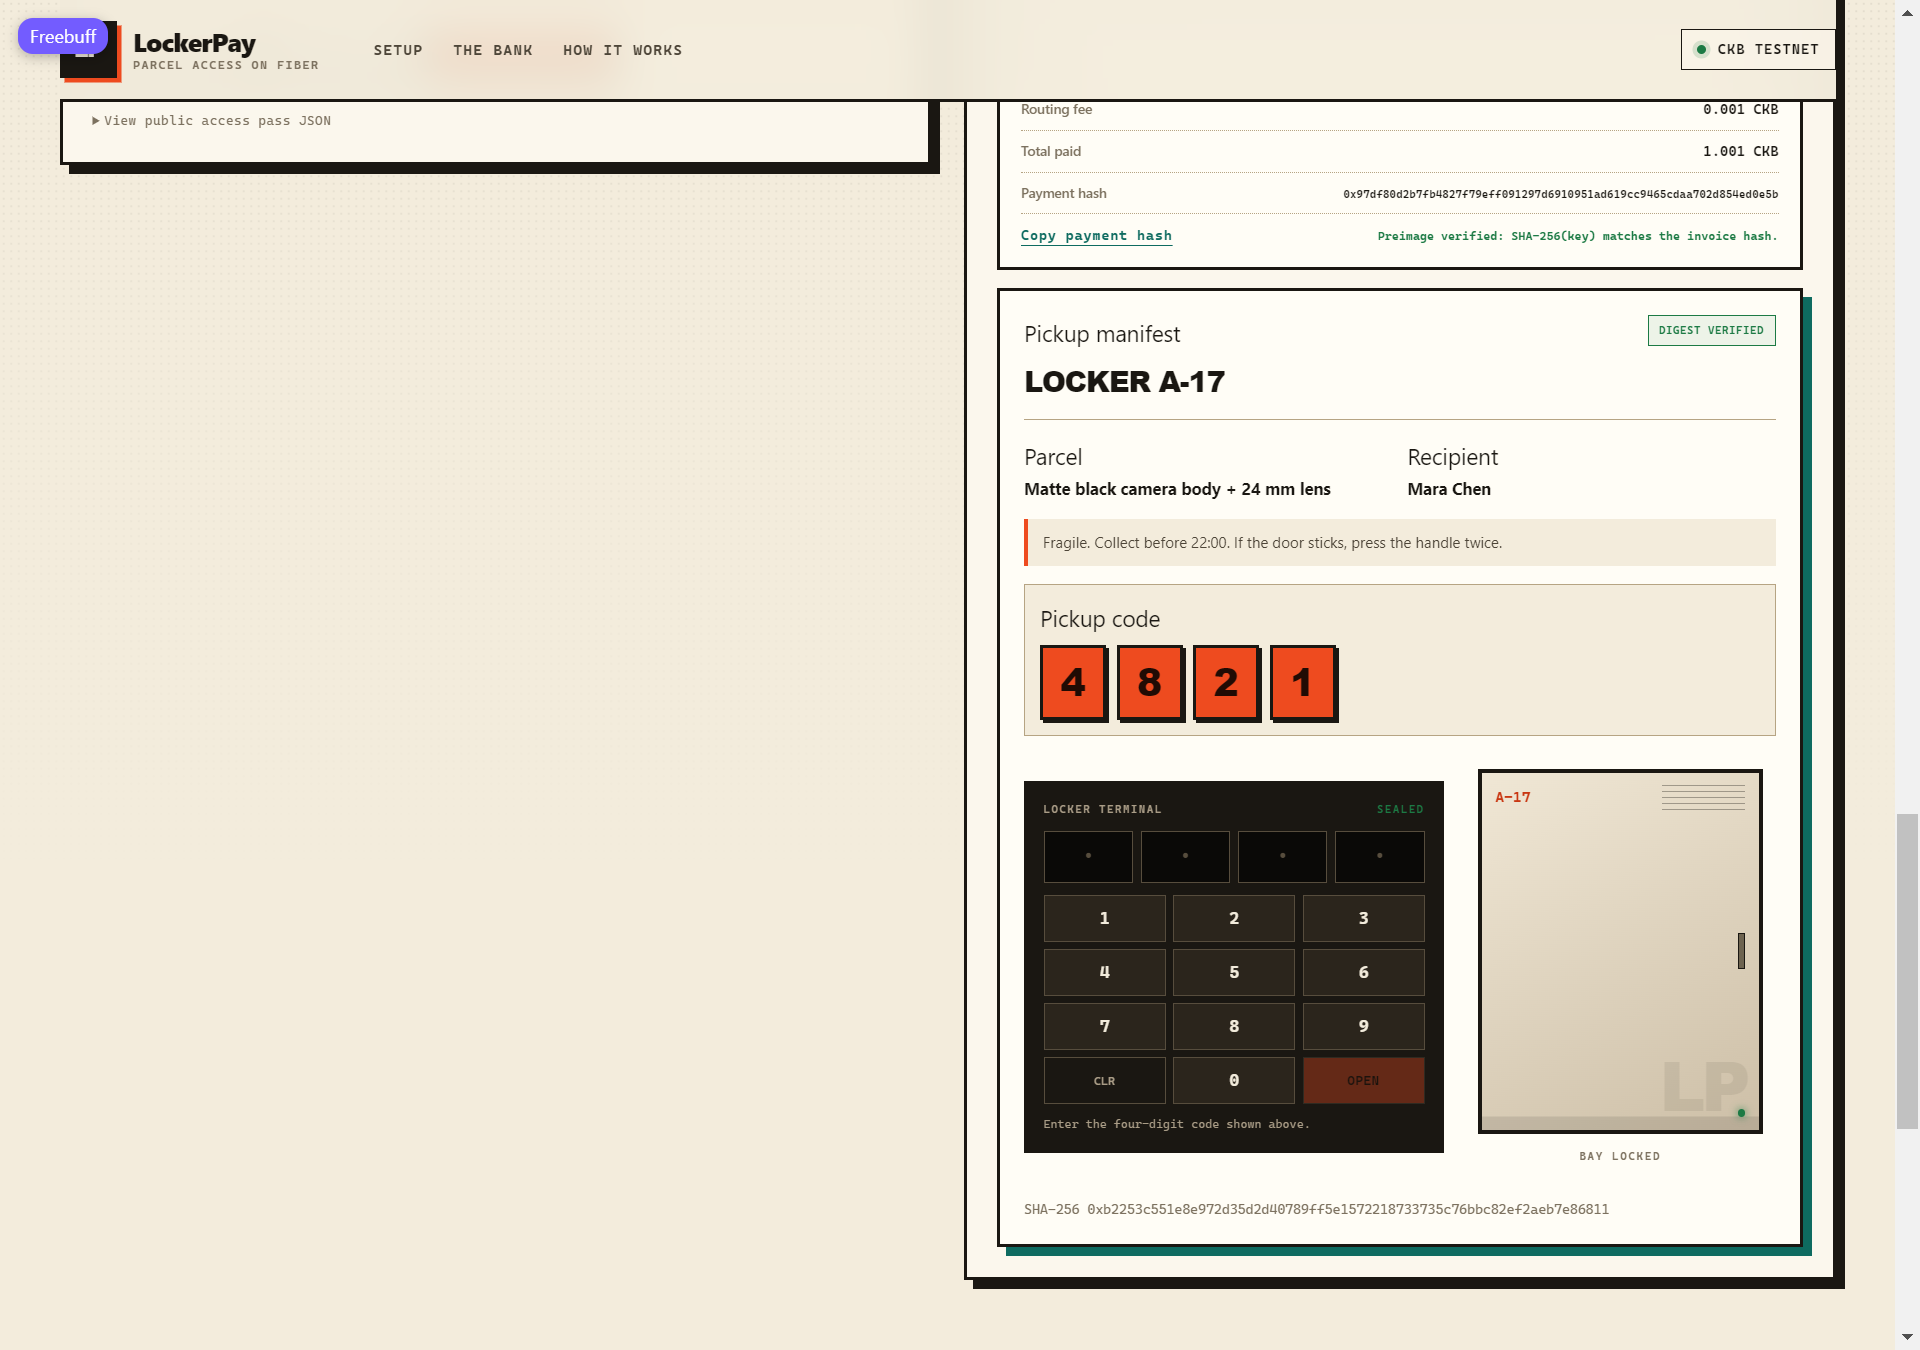 Freebuff
LockerPay
PARCEL ACCESS ON FIBER
SETUP
THE BANK
HOW IT WORKS
CKB TESTNET
View public access pass JSON
Routing fee
0.001 CKB
Total paid
1.001 CKB
Payment hash
0x97df80d2b7fb4827f79eff091297d6910951ad619cc9465cdaa702d854ed0e5b
Copy payment hash
Preimage verified: SHA-256(key) matches the invoice hash.
Pickup manifest
DIGEST VERIFIED
LOCKER A-17
Parcel
Matte black camera body + 24 mm lens
Recipient
Mara Chen
Fragile. Collect before 22:00. If the door sticks, press the handle twice.
Pickup code
4 8 2 1
LOCKER TERMINAL
SEALED
1 2 3
4 5 6
7 8 9
CLR 0 OPEN
Enter the four-digit code shown above.
A-17
LP
BAY LOCKED
SHA-256 0xb2253c551e8e972d35d2d40789ff5e1572218733735c76bbc82ef2aeb7e86811